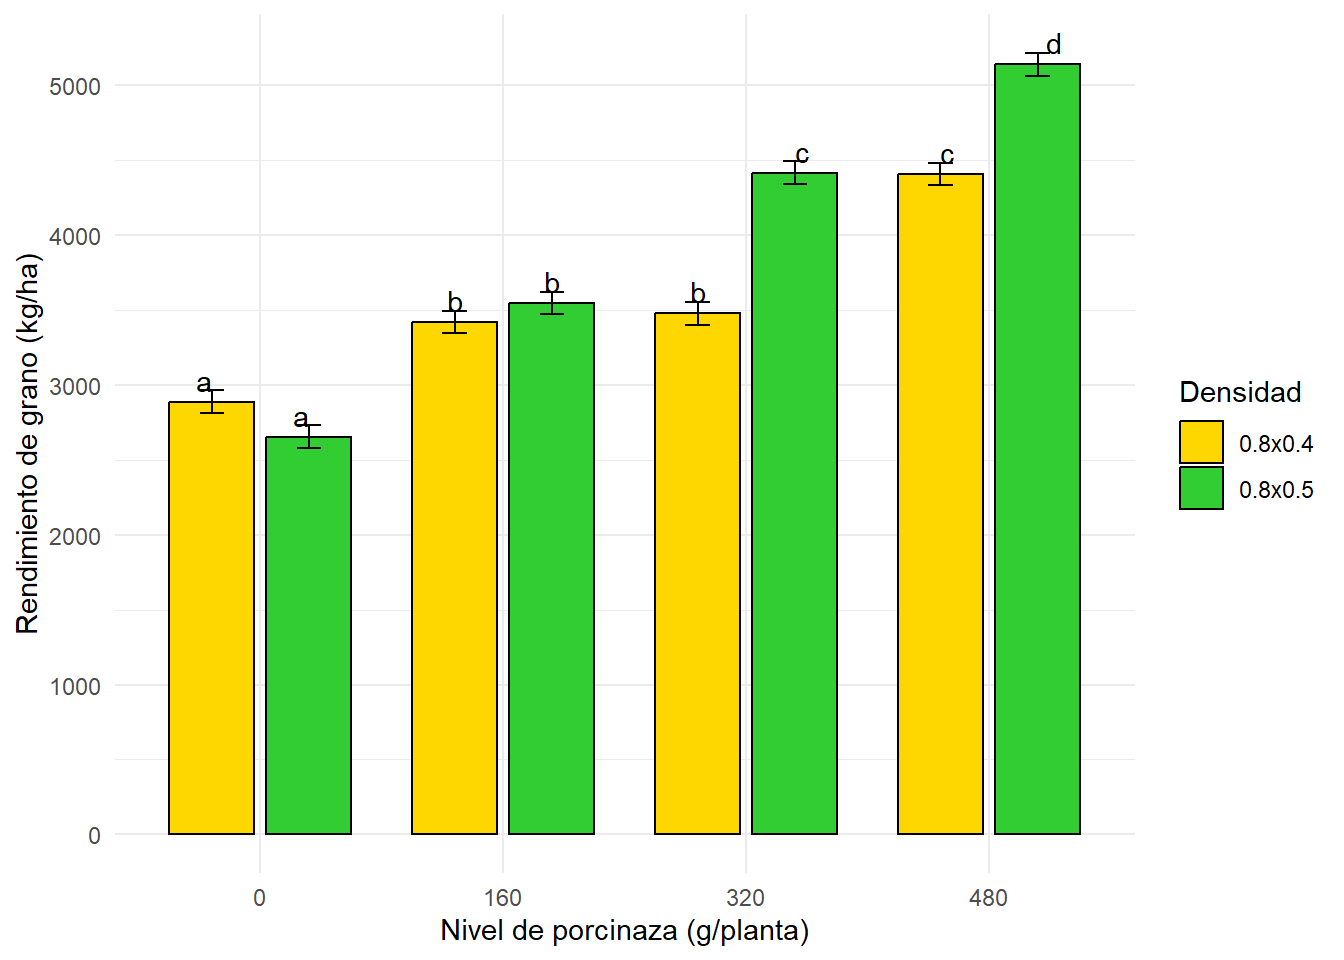 Rendimiento de grano (kg/ha)
5000
4000
3000
2000
1000
0
a
a
b
b
b
c
c
d
0
160
320
480
Nivel de porcinaza (g/planta)
Densidad
0.8x0.4
0.8x0.5